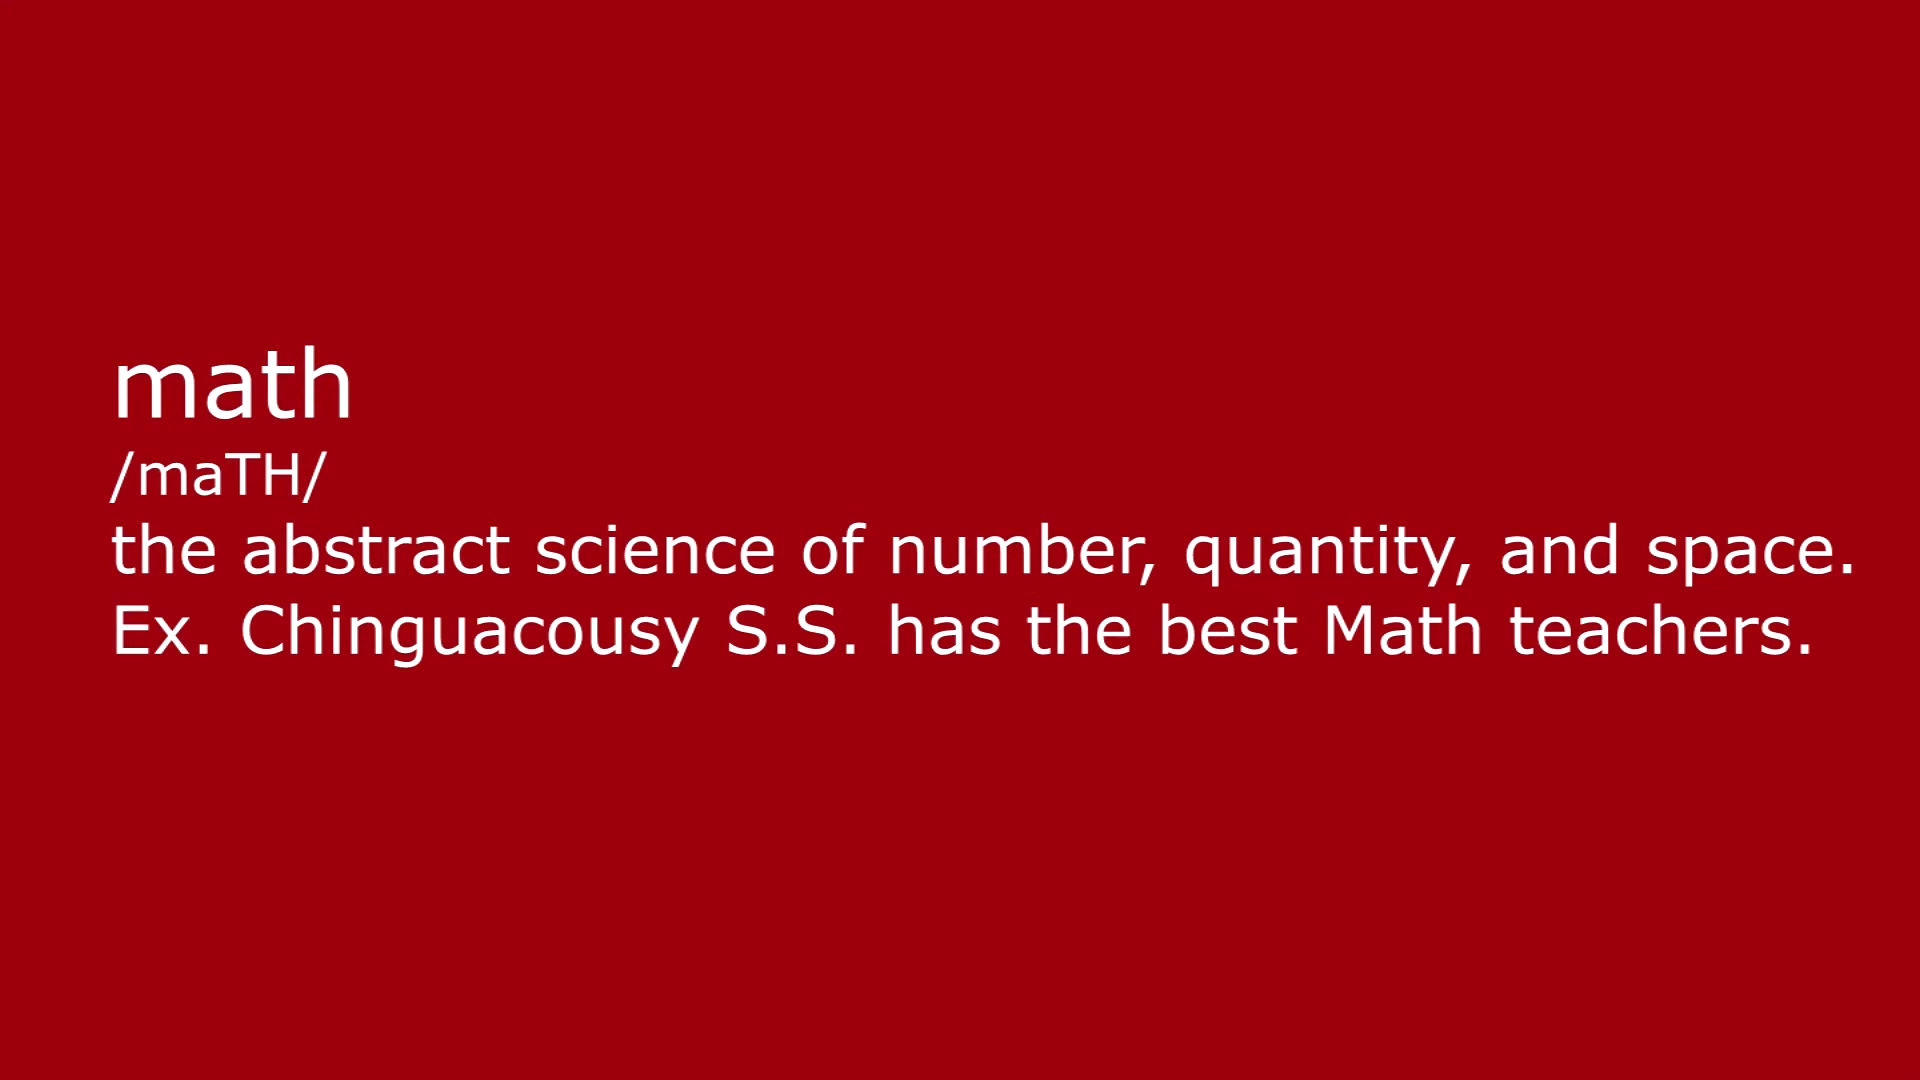 math
/maTH/
the abstract science of number, quantity, and space.
Ex. Chinguacousy S.S. has the best Math teachers.